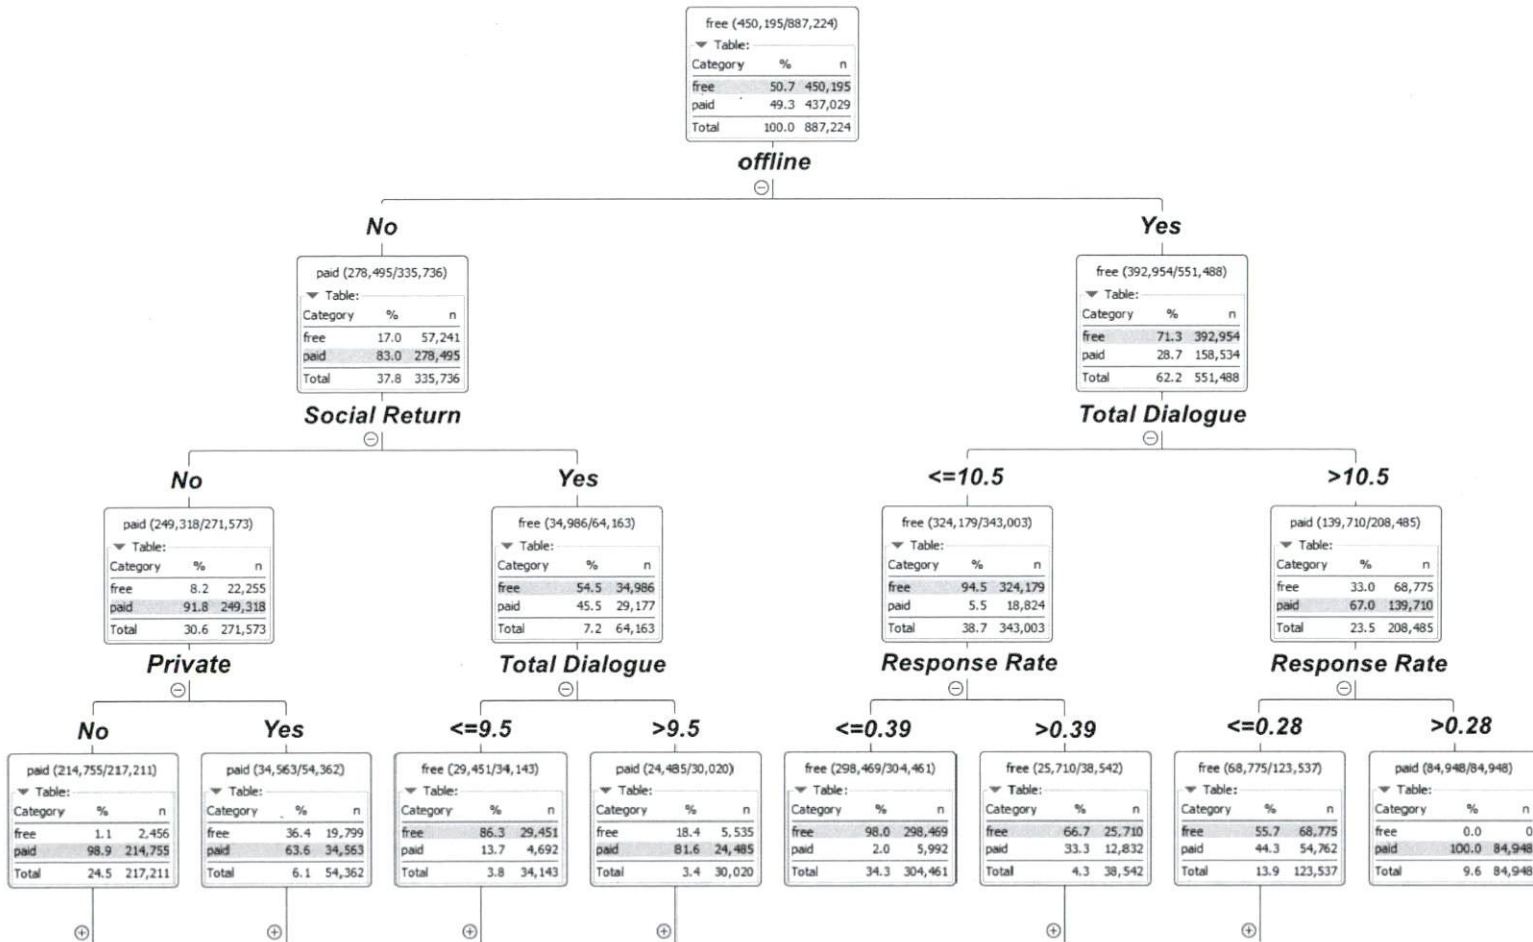 free (450,195/887,224)
Table:
Category % n
free 50.7 450,195
paid 49.3 437,029
Total 100.0 887,224
offline
No
Yes
paid (278,495/335,736)
Table:
Category % n
free 17.0 57,241
paid 83.0 278,495
Total 37.8 335,736
free (392,954/551,488)
Table:
Category % n
free 71.3 392,954
paid 28.7 158,534
Total 62.2 551,488
Social Return
Total Dialogue
No
Yes
<=10.5
>10.5
paid (249,318/271,573)
Table:
Category % n
free 8.2 22,255
paid 91.8 249,318
Total 30.6 271,573
free (34,986/64,163)
Table:
Category % n
free 54.5 34,986
paid 45.5 29,177
Total 7.2 64,163
free (324,179/343,003)
Table:
Category % n
free 94.5 324,179
paid 5.5 18,824
Total 38.7 343,003
paid (139,710/208,485)
Table:
Category % n
free 33.0 68,775
paid 67.0 139,710
Total 23.5 208,485
Private
Total Dialogue
Response Rate
Response Rate
No
Yes
<=9.5
>9.5
<=0.39
>0.39
<=0.28
>0.28
paid (214,755/217,211)
Table:
Category % n
free 1.1 2,456
paid 98.9 214,755
Total 24.5 217,211
paid (34,563/54,362)
Table:
Category % n
free 36.4 19,799
paid 63.6 34,563
Total 6.1 54,362
free (29,451/34,143)
Table:
Category % n
free 86.3 29,451
paid 13.7 4,692
Total 3.8 34,143
paid (24,485/30,020)
Table:
Category % n
free 18.4 5,535
paid 81.6 24,485
Total 3.4 30,020
free (298,469/304,461)
Table:
Category % n
free 98.0 298,469
paid 2.0 5,992
Total 34.3 304,461
free (25,710/38,542)
Table:
Category % n
free 66.7 25,710
paid 33.3 12,832
Total 4.3 38,542
free (68,775/123,537)
Table:
Category % n
free 55.7 68,775
paid 44.3 54,762
Total 13.9 123,537
paid (84,948/84,948)
Table:
Category % n
free 0.0 0
paid 100.0 84,948
Total 9.6 84,948